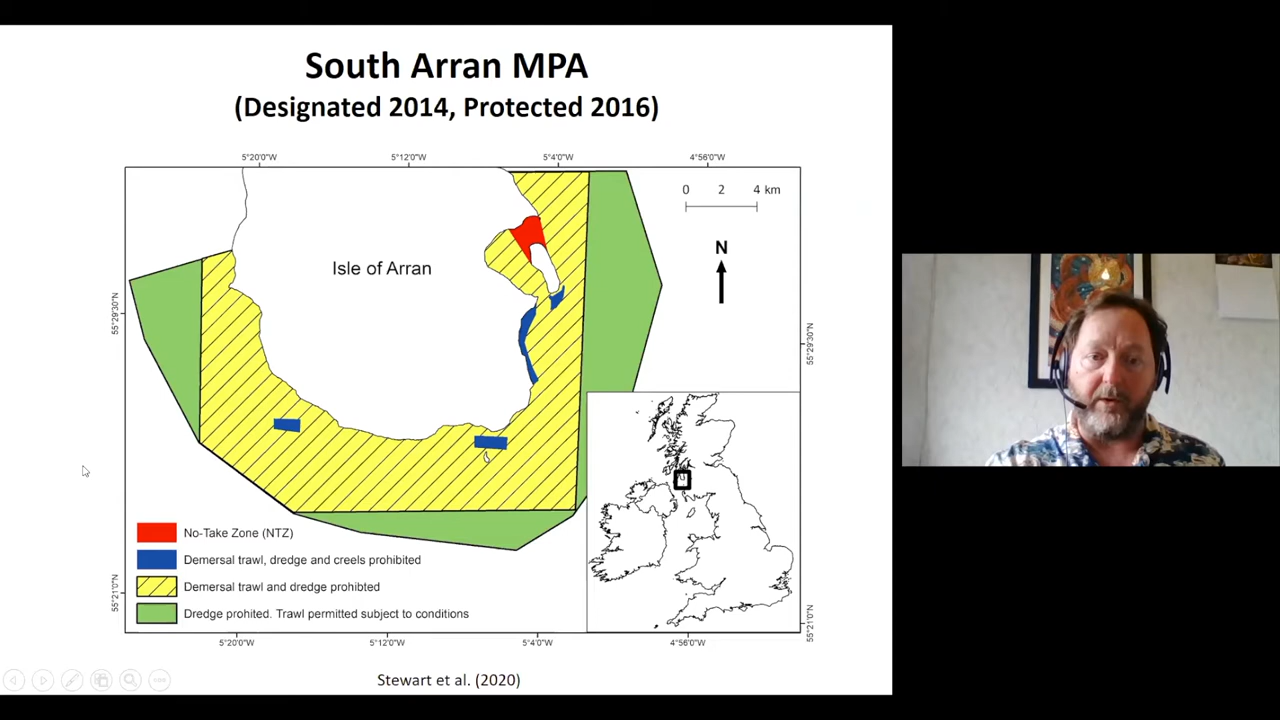 South Arran MPA
(Designated 2014, Protected 2016)
5°20'0"W 5°12'0"W 5°4'0"W 4°56'0"W
0 2 4 km
N
Isle of Arran
55°29'30"N
55°29'30"N
No-Take Zone (NTZ)
Demersal trawl, dredge and creels prohibited
Demersal trawl and dredge prohibted
Dredge prohited. Trawl permitted subject to conditions
55°21'0"N
55°21'0"N
5°20'0"W 5°12'0"W 5°4'0"W 4°56'0"W
Stewart et al. (2020)